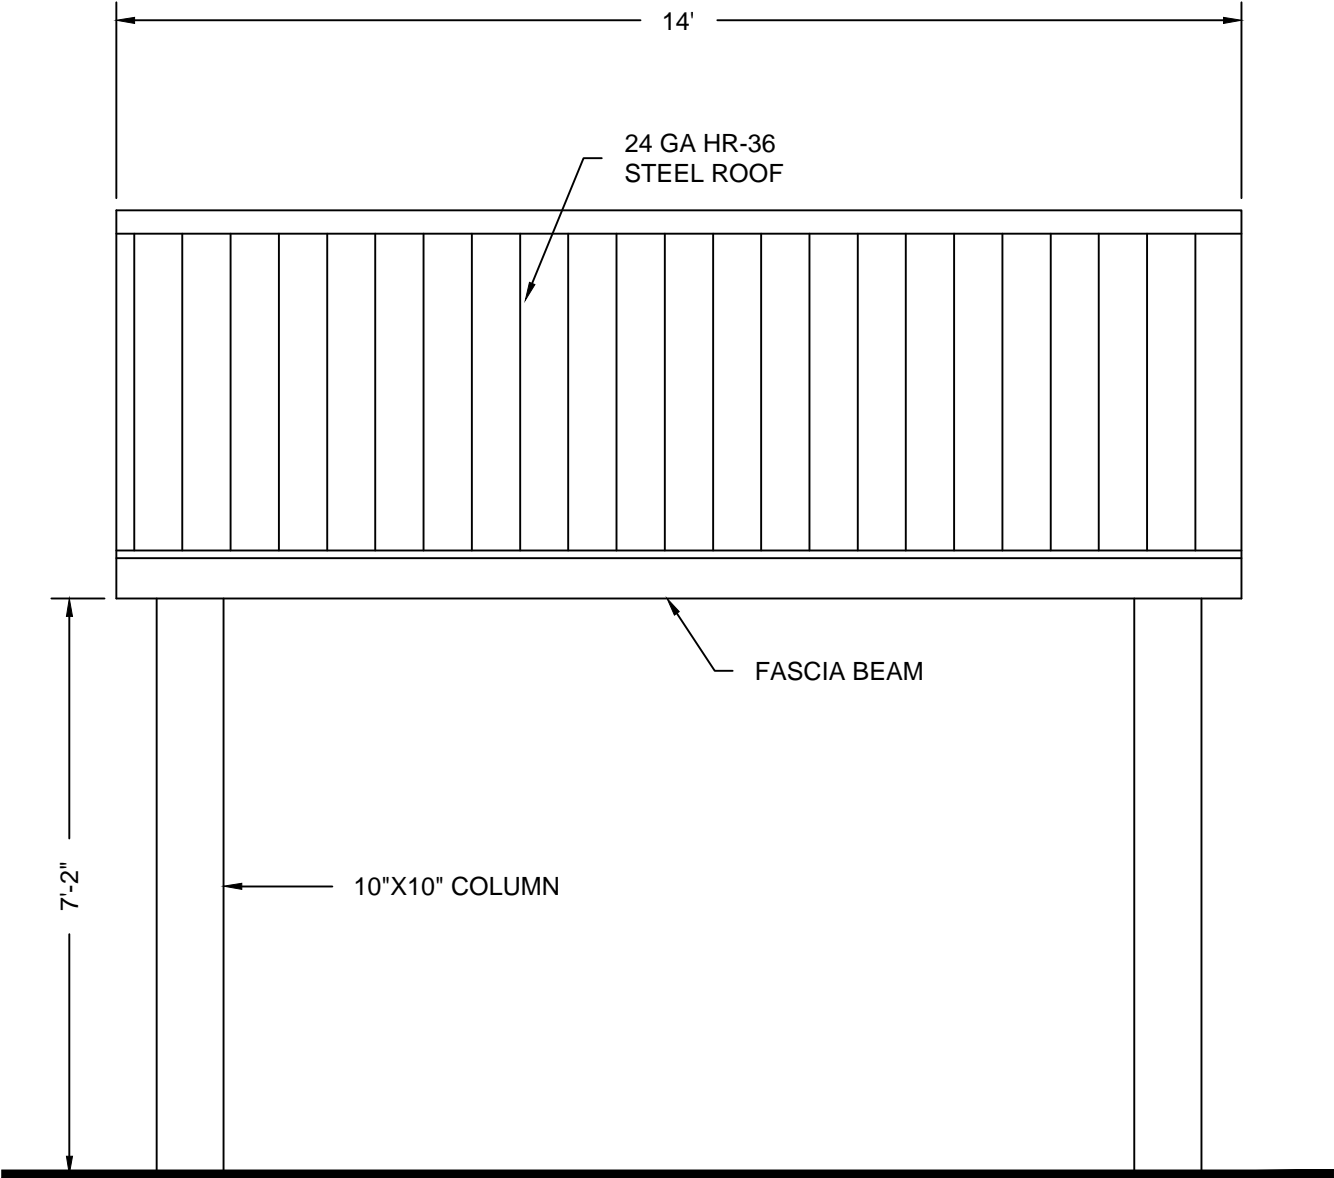 14'
24 GA HR-36
STEEL ROOF
FASCIA BEAM
7'-2"
10"X10" COLUMN